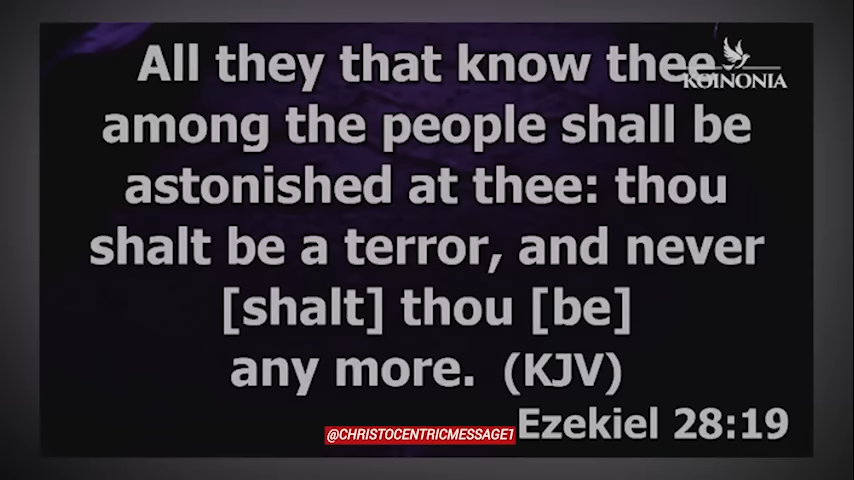 All they that know thee
KOINONIA
among the people shall be
astonished at thee: thou
shalt be a terror, and never
[shalt] thou [be]
any more. (KJV)
Ezekiel 28:19
@CHRISTOCENTRICMESSAGE1